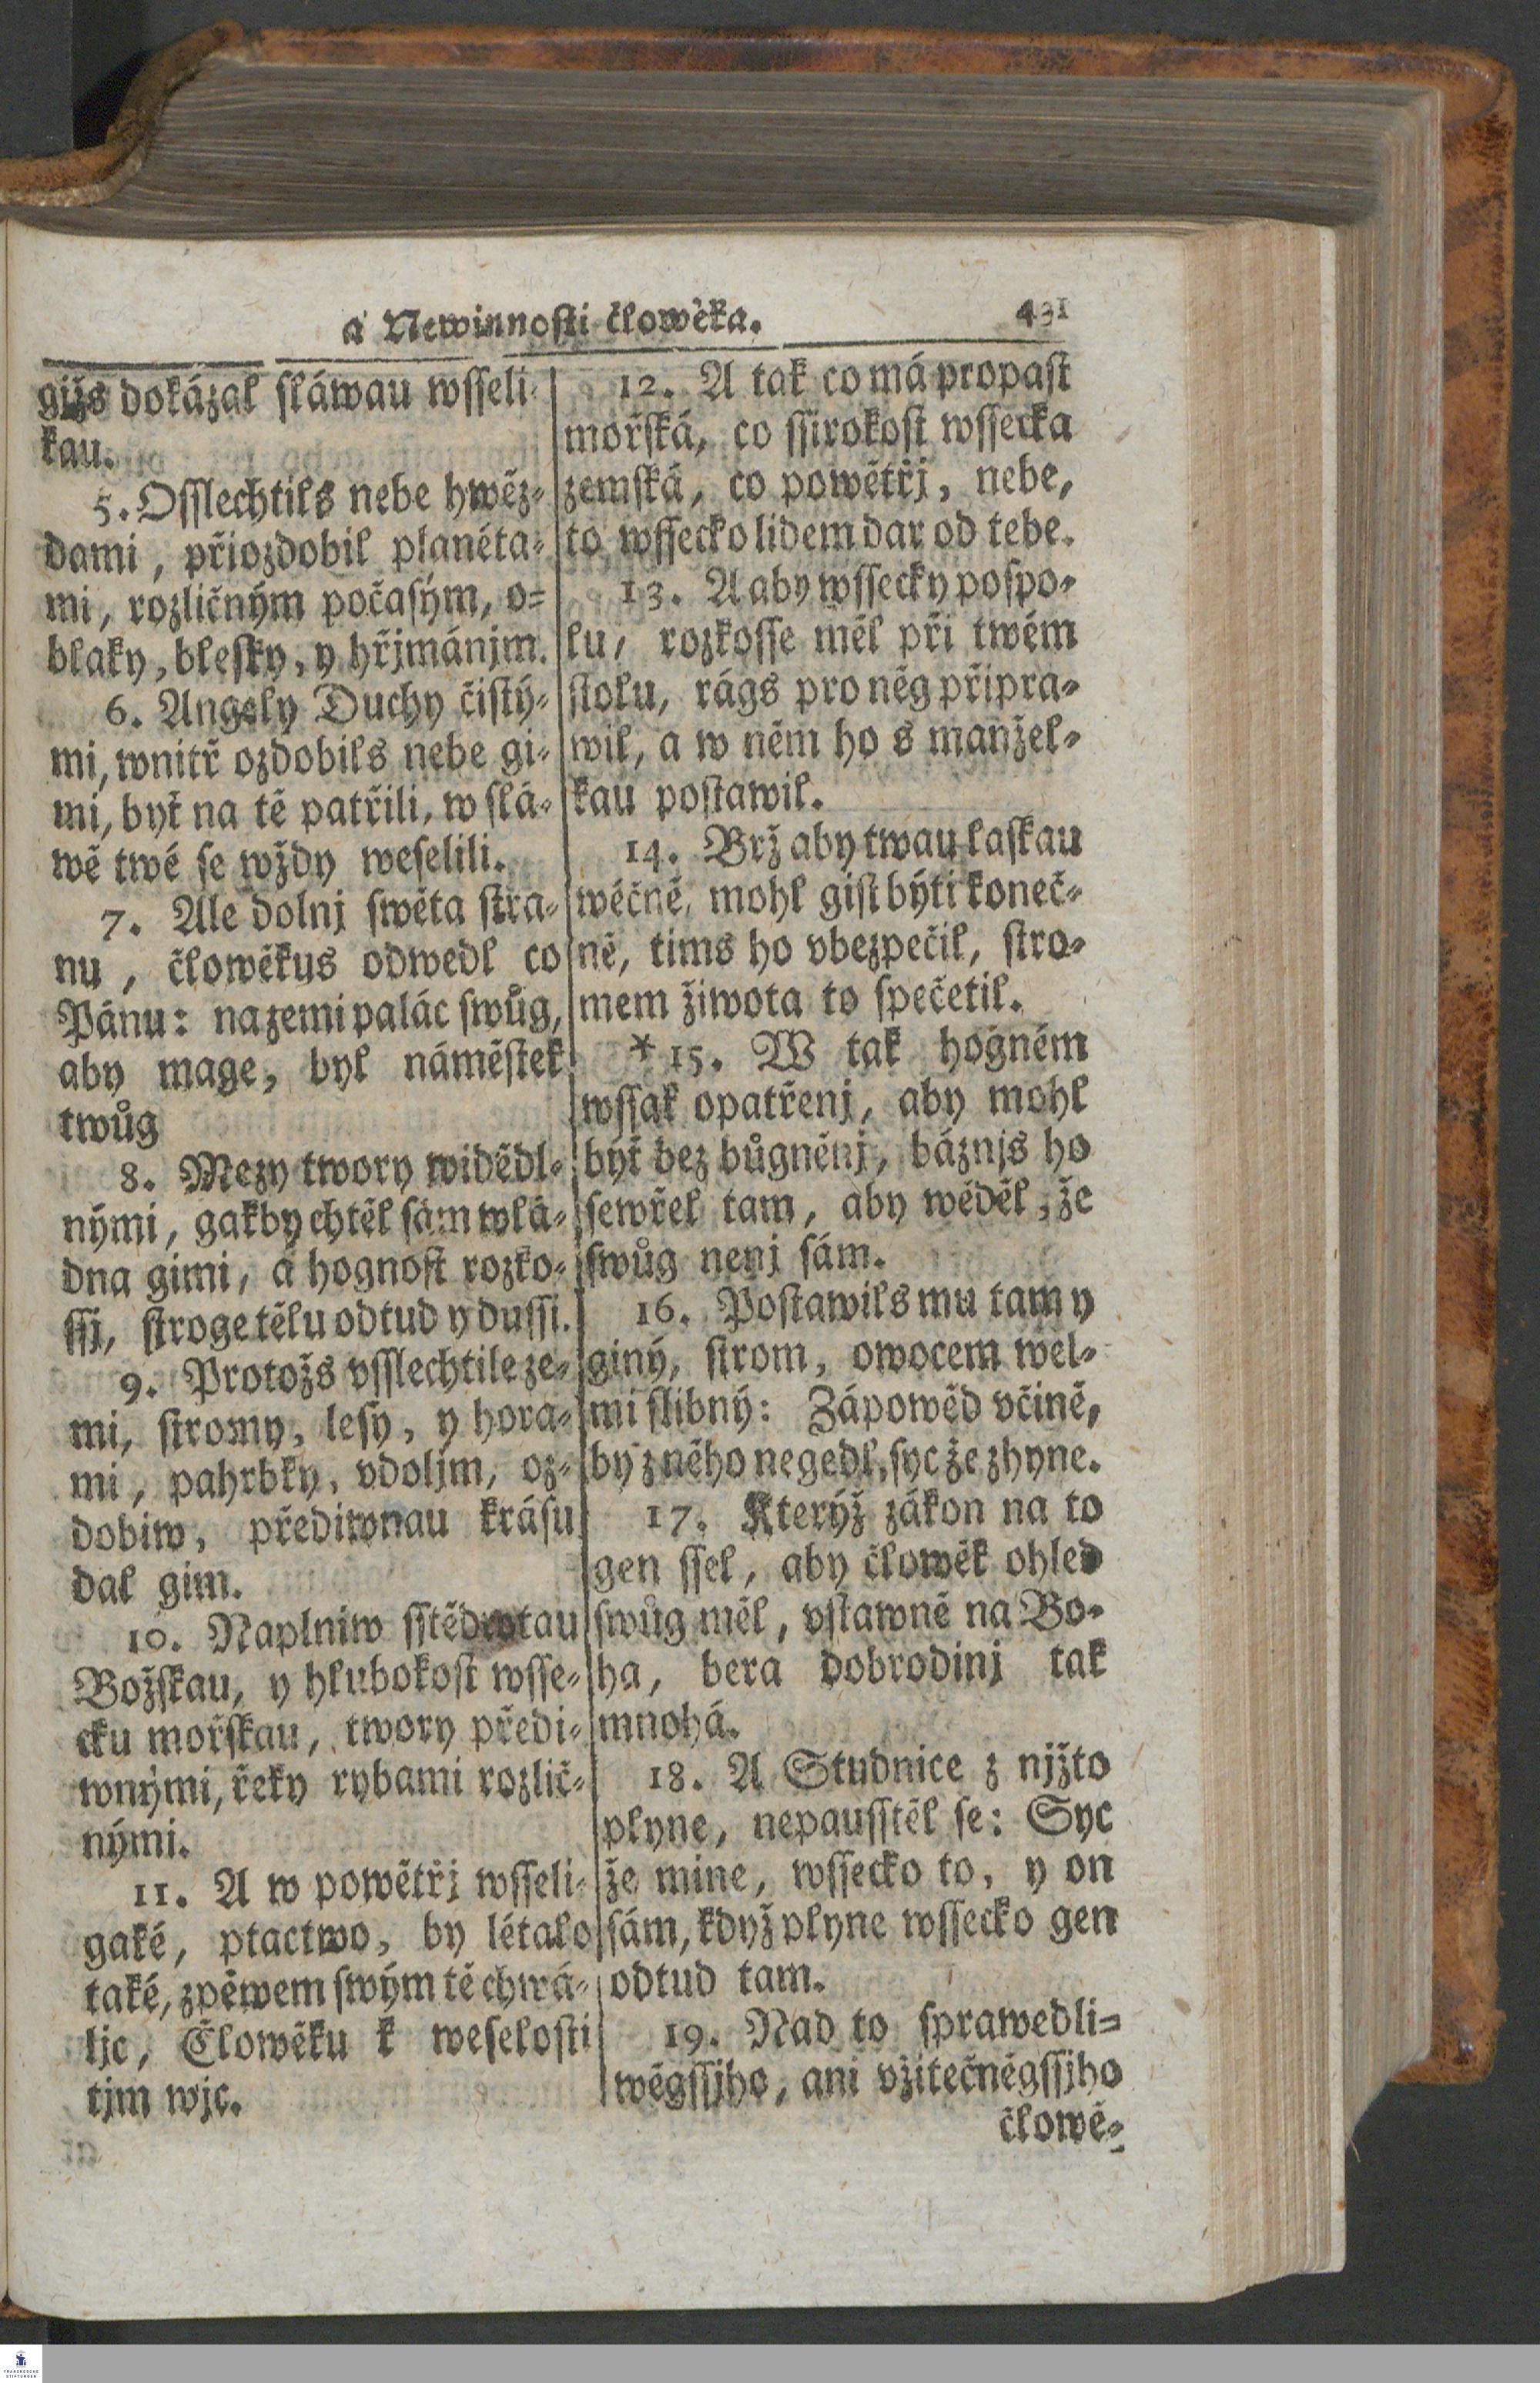 a Newinnosti člowěka.
431
gižs dokázal sláwau wsseli-
kau.
5. Osslechtils nebe hwěz-
dami, přiozdobil planéta-
mi, rozličným počasým, o-
blaky, blesky, y hřjmánjm.
6. Angely Duchy čistý-
mi, wnitř ozdobils nebe gi-
mi, byť na tě patřili, w slá-
wě twé se wždy weselili.
7. Ale dolnj swěta stra-
nu, člowěkus odwedl co
Pánu: na zemi palác swůg,
aby mage, byl náměstek
twůg
8. Mezy twory widědl-
nými, gakby chtěl sám wlá-
dna gimi, á hognost rozko-
ssj, stroge tělu odtud y dussi.
9. Protožs vsslechtile ze-
mi, stromy, lesy, y hora-
mi, pahrbky, vdoljm, oz-
dobiw, přediwnau krásu
dal gim.
10. Naplniw sstědrotau
Božskau, y hlubokost wsse-
cku mořskau, twory předi-
wnými, řeky rybami rozlič-
nými.
11. A w powětřj wsseli-
gaké, ptactwo, by létalo
také, zpěwem swým tě chwá-
ljc, Člowěku k weselosti
tjm wjc.
12. A tak co má propast
mořská, co ssirokost wssecka
zemská, co powětřj, nebe,
to wssecko lidem dar od tebe.
13. A aby wssecky pospo-
lu, rozkosse měl při twém
stolu, rágs pro něg připra-
wil, a w něm ho s manžel-
kau postawil.
14. Brž aby twau laskau
wěčně, mohl gist býti koneč-
ně, tims ho vbezpečil, stro-
mem žiwota to spečetil.
* 15. W tak hogném
wssak opatřenj, aby mohl
býť bez bůgněnj, báznjs ho
sewřel tam, aby wěděl, že
swůg nenj sám.
16. Postawils mu tam y
giný, strom, owocem wel-
mi slibný: Zápowěd včině,
by z něho negedl, syc že zhyne.
17. Kterýž zákon na to
gen ssel, aby člowěk ohled
swůg měl, vstawně na Bo-
ha, bera dobrodinj tak
mnohá.
18. A Studnice z njžto
plyne, nepausstěl se: Syc
že mine, wssecko to, y on
sám, když plyne wssecko gen
odtud tam.
19. Nad to sprawedli-
wěgssjho, ani vžitečněgssjho
člowě-
FRANCKESCHE
STIFTUNGEN